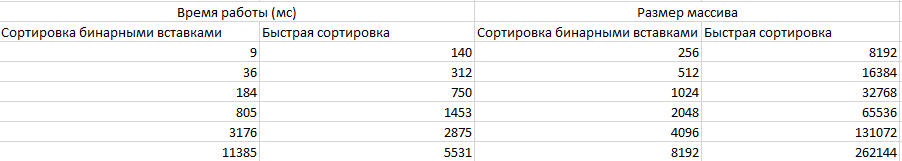 Время работы (мс) Размер массива
Сортировка бинарными вставками Быстрая сортировка Сортировка бинарными вставками Быстрая сортировка
9 140 256 8192
36 312 512 16384
184 750 1024 32768
805 1453 2048 65536
3176 2875 4096 131072
11385 5531 8192 262144